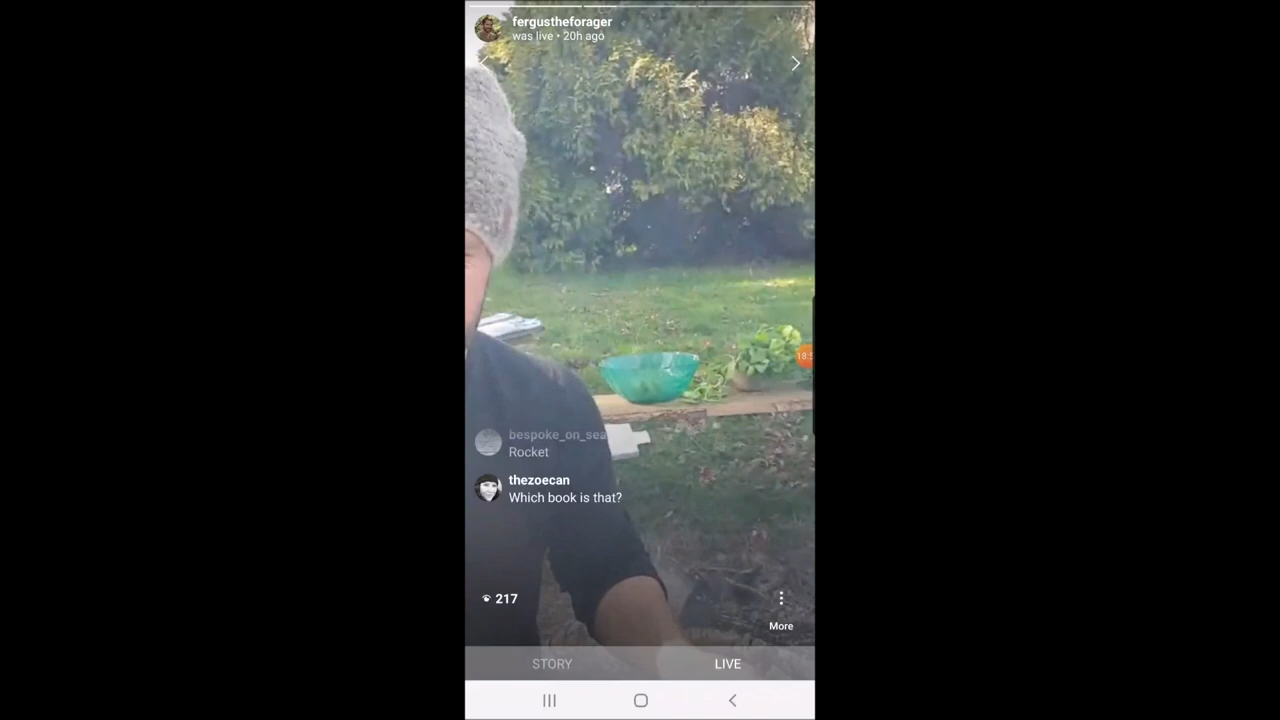 fergustheforager
was live • 20h ago
bespoke_on_sea
Rocket
thezoecan
Which book is that?
217
More
STORY
LIVE